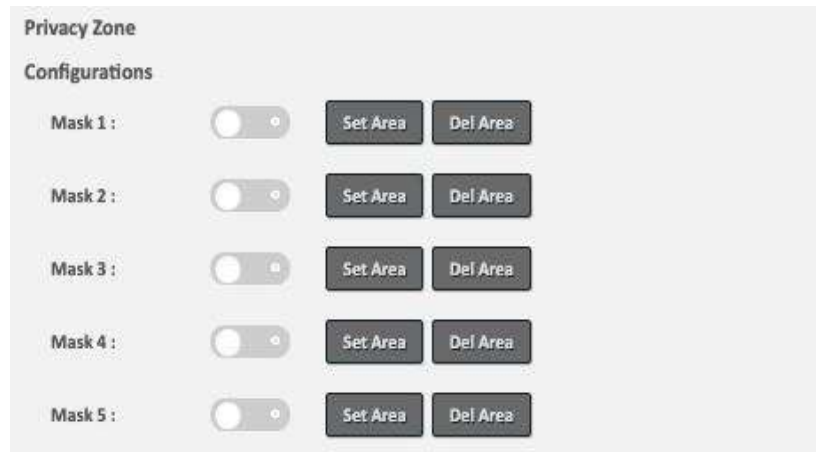 Privacy Zone
Configurations
Mask 1 : Set Area Del Area
Mask 2 : Set Area Del Area
Mask 3 : Set Area Del Area
Mask 4 : Set Area Del Area
Mask 5 : Set Area Del Area